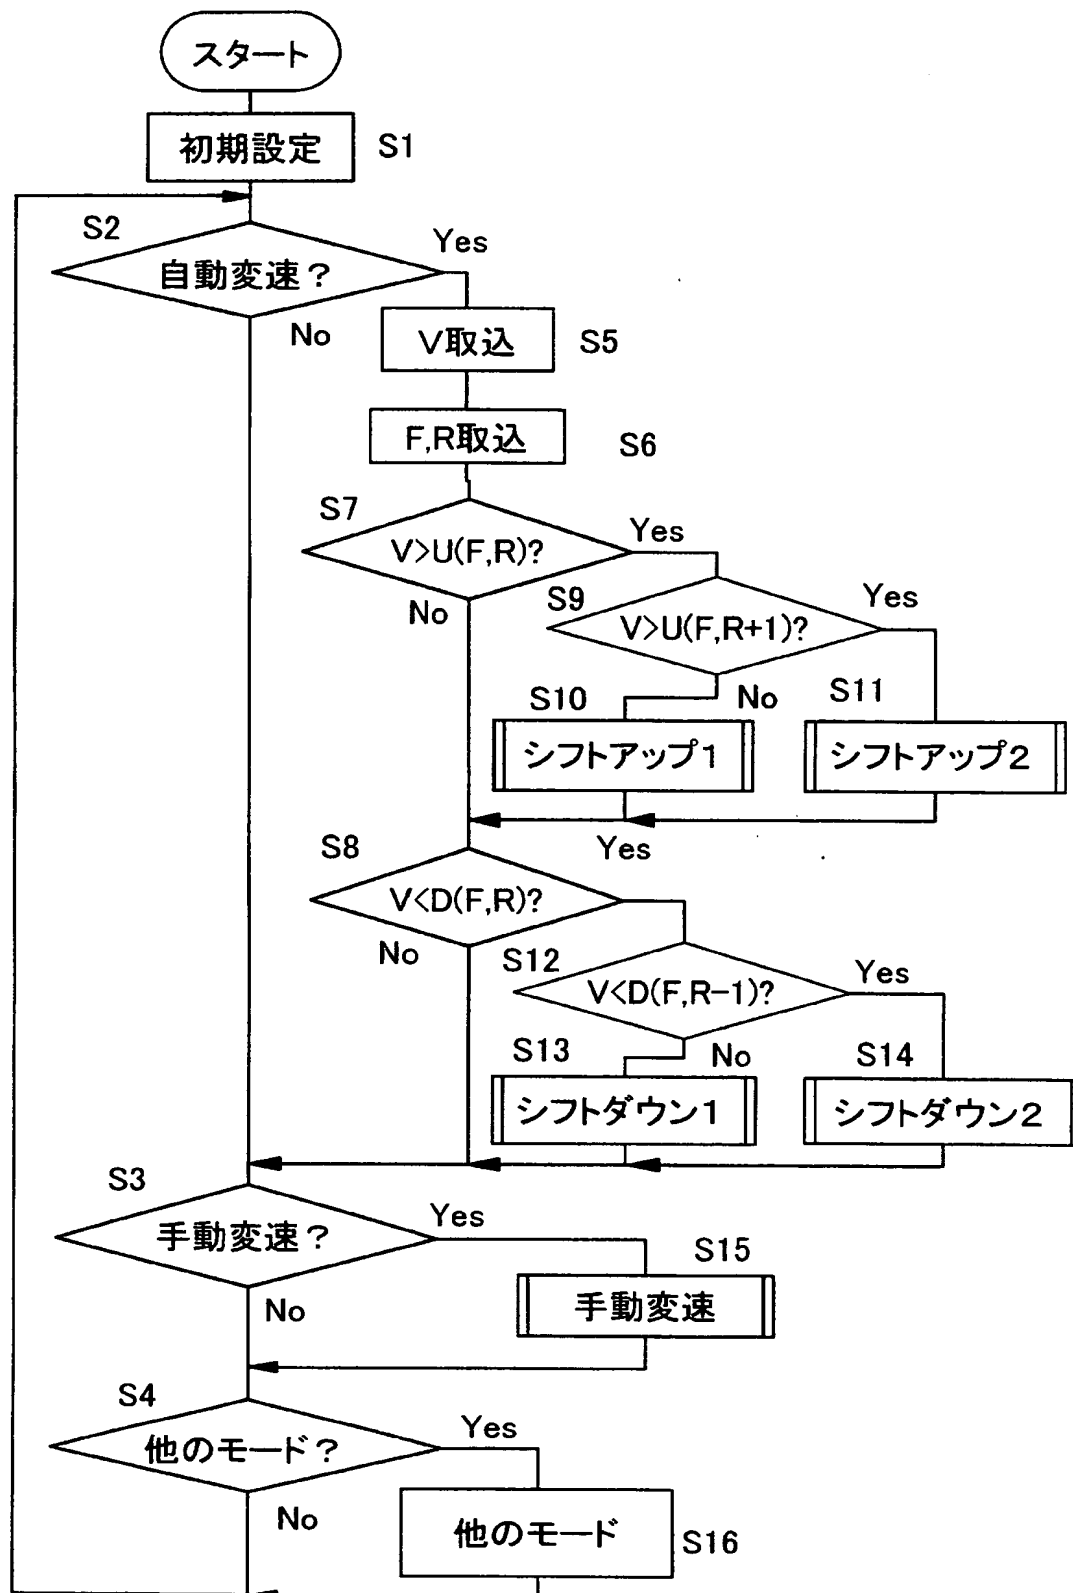 スタート
初期設定 S1
S2
自動変速？
Yes
No
V取込 S5
F,R取込 S6
S7
V>U(F,R)?
Yes
No
S9
V>U(F,R+1)?
Yes
No
S10
シフトアップ1
S11
シフトアップ2
S8
V<D(F,R)?
Yes
No
S12
V<D(F,R−1)?
Yes
No
S13
シフトダウン1
S14
シフトダウン2
S3
手動変速？
Yes
No
S15
手動変速
S4
他のモード？
Yes
No
他のモード S16